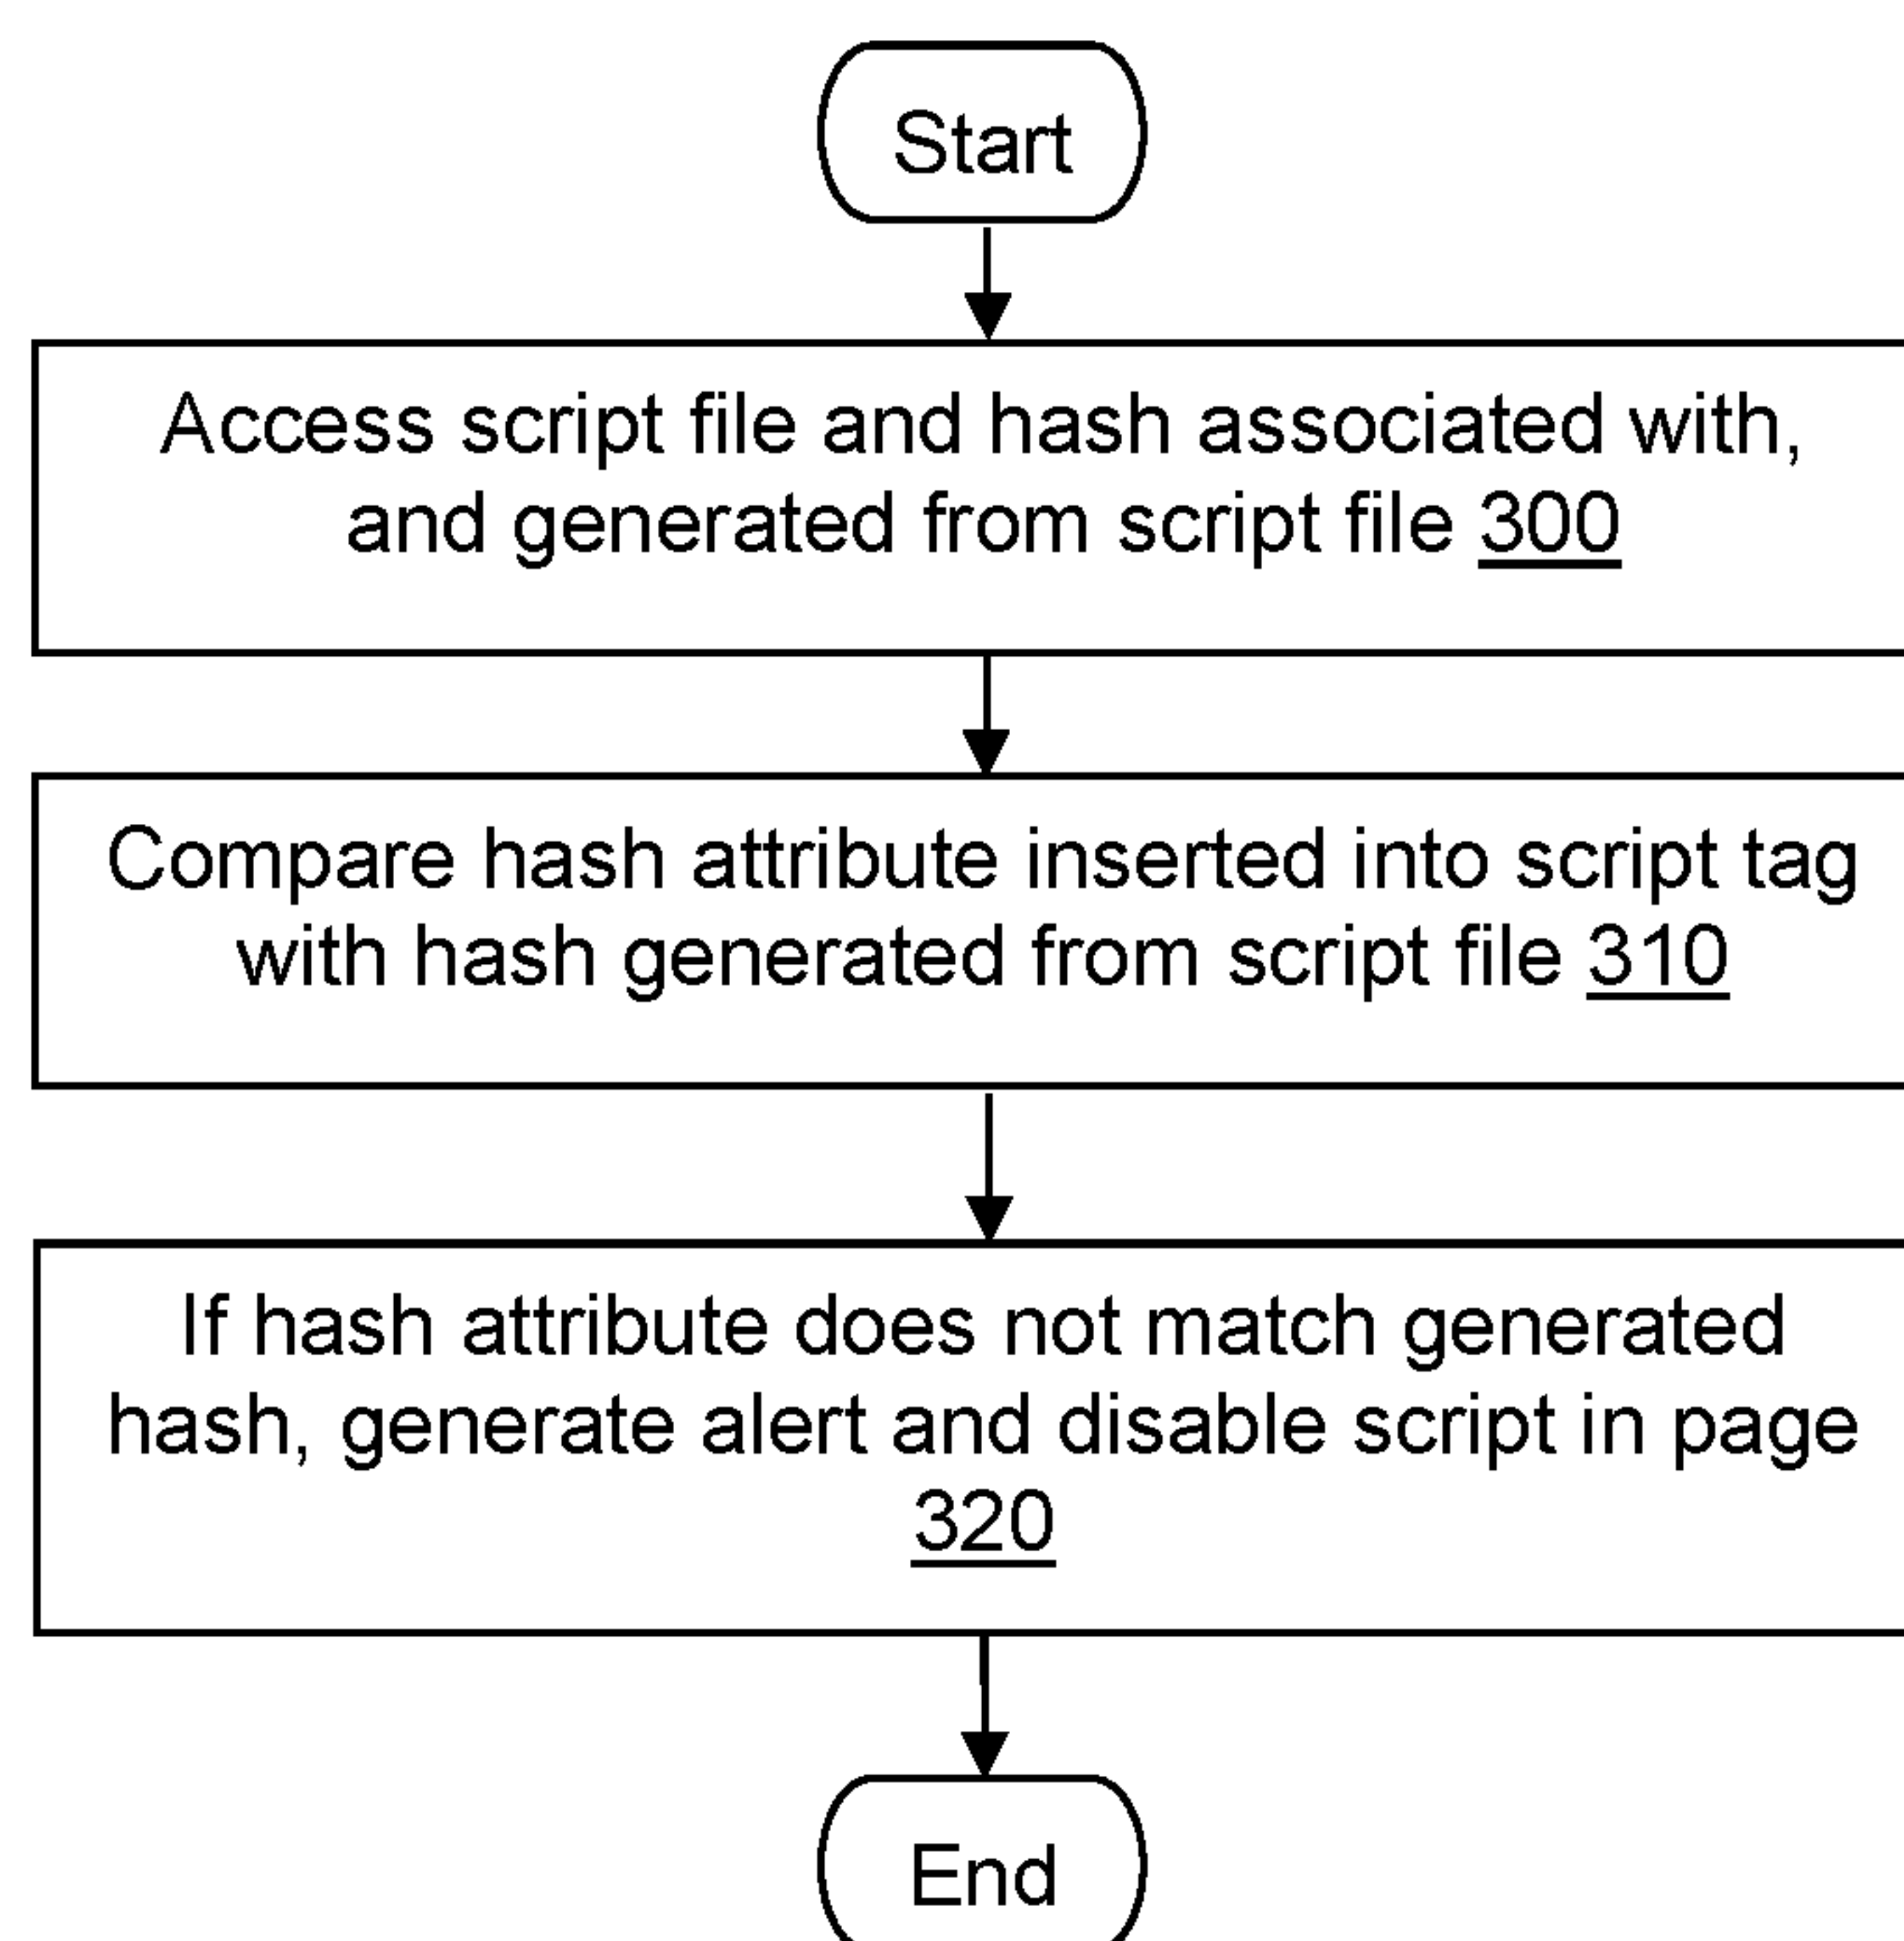 Start
Access script file and hash associated with,
and generated from script file 300
Compare hash attribute inserted into script tag
with hash generated from script file 310
If hash attribute does not match generated
hash, generate alert and disable script in page
320
End